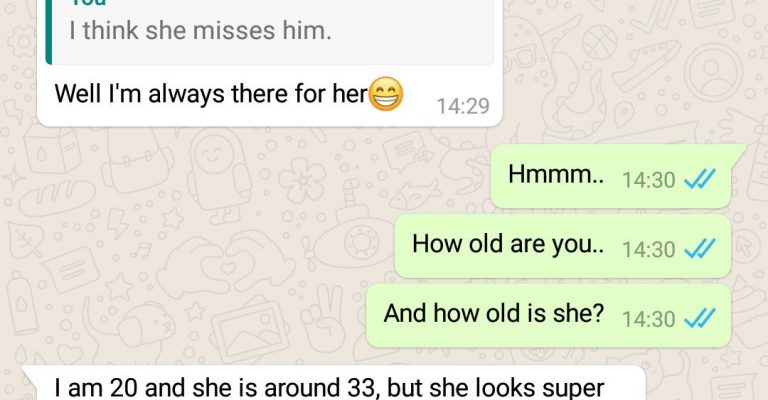 You
I think she misses him.
Well I'm always there for her😁
14:29
Hmmm.. 14:30
How old are you.. 14:30
And how old is she? 14:30
I am 20 and she is around 33, but she looks super